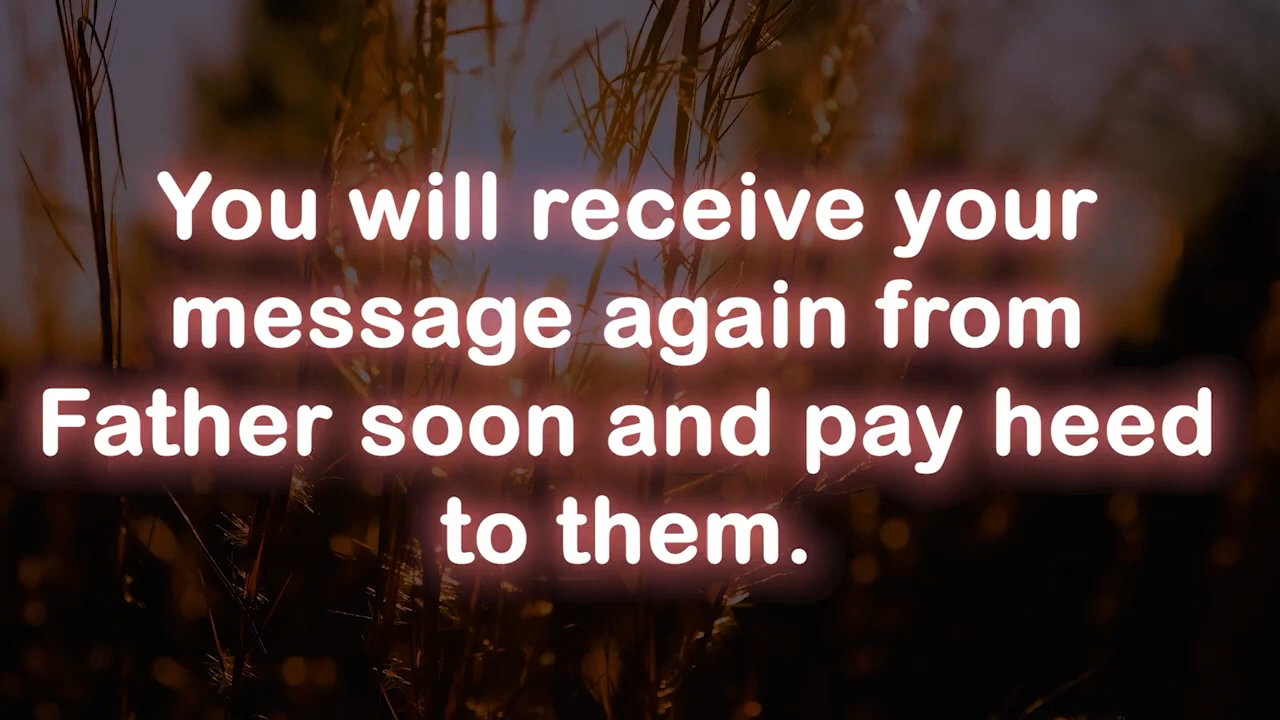 You will receive your
message again from
Father soon and pay heed
to them.